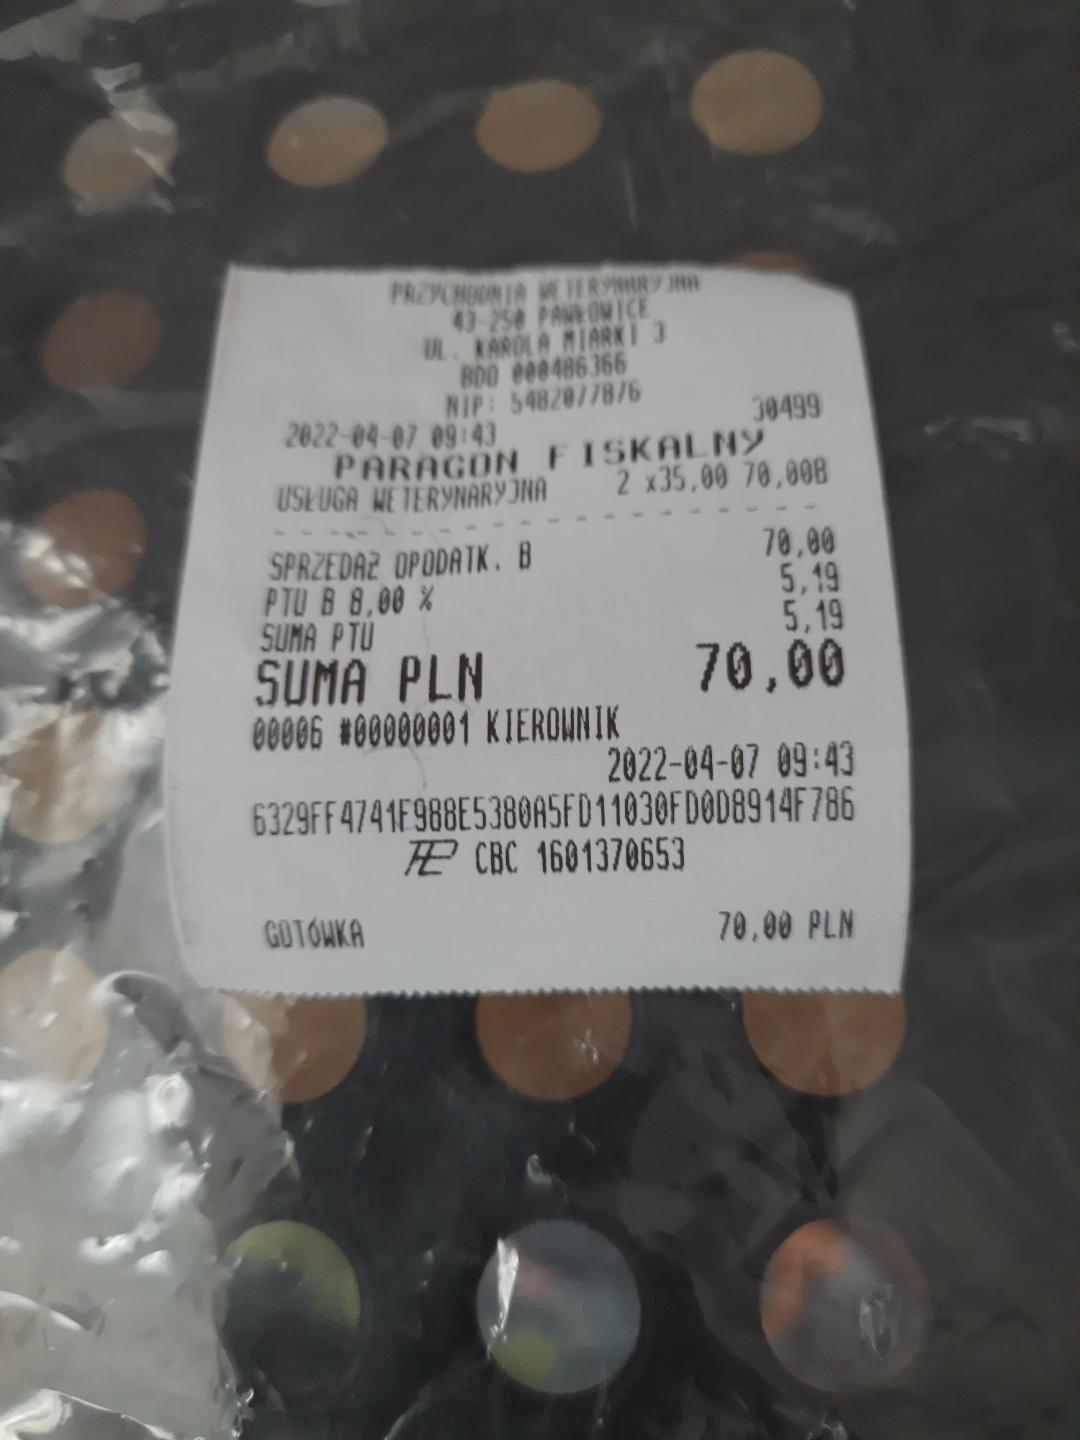 PRZYCHODNIA WETERYNARYJNA
43-250 PAWŁOWICE
UL. KAROLA MIARKI 3
BDO 000486366
NIP: 5482077876
2022-04-07 09:43 30499
PARAGON FISKALNY
USŁUGA WETERYNARYJNA 2 x35,00 70,00B
SPRZEDAŻ OPODATK. B 70,00
PTU B 8,00 % 5,19
SUMA PTU 5,19
SUMA PLN 70,00
00006 #00000001 KIEROWNIK
2022-04-07 09:43
6329FF4741F988E5380A5FD11030FD0D8914F786
CBC 1601370653
GOTÓWKA 70,00 PLN